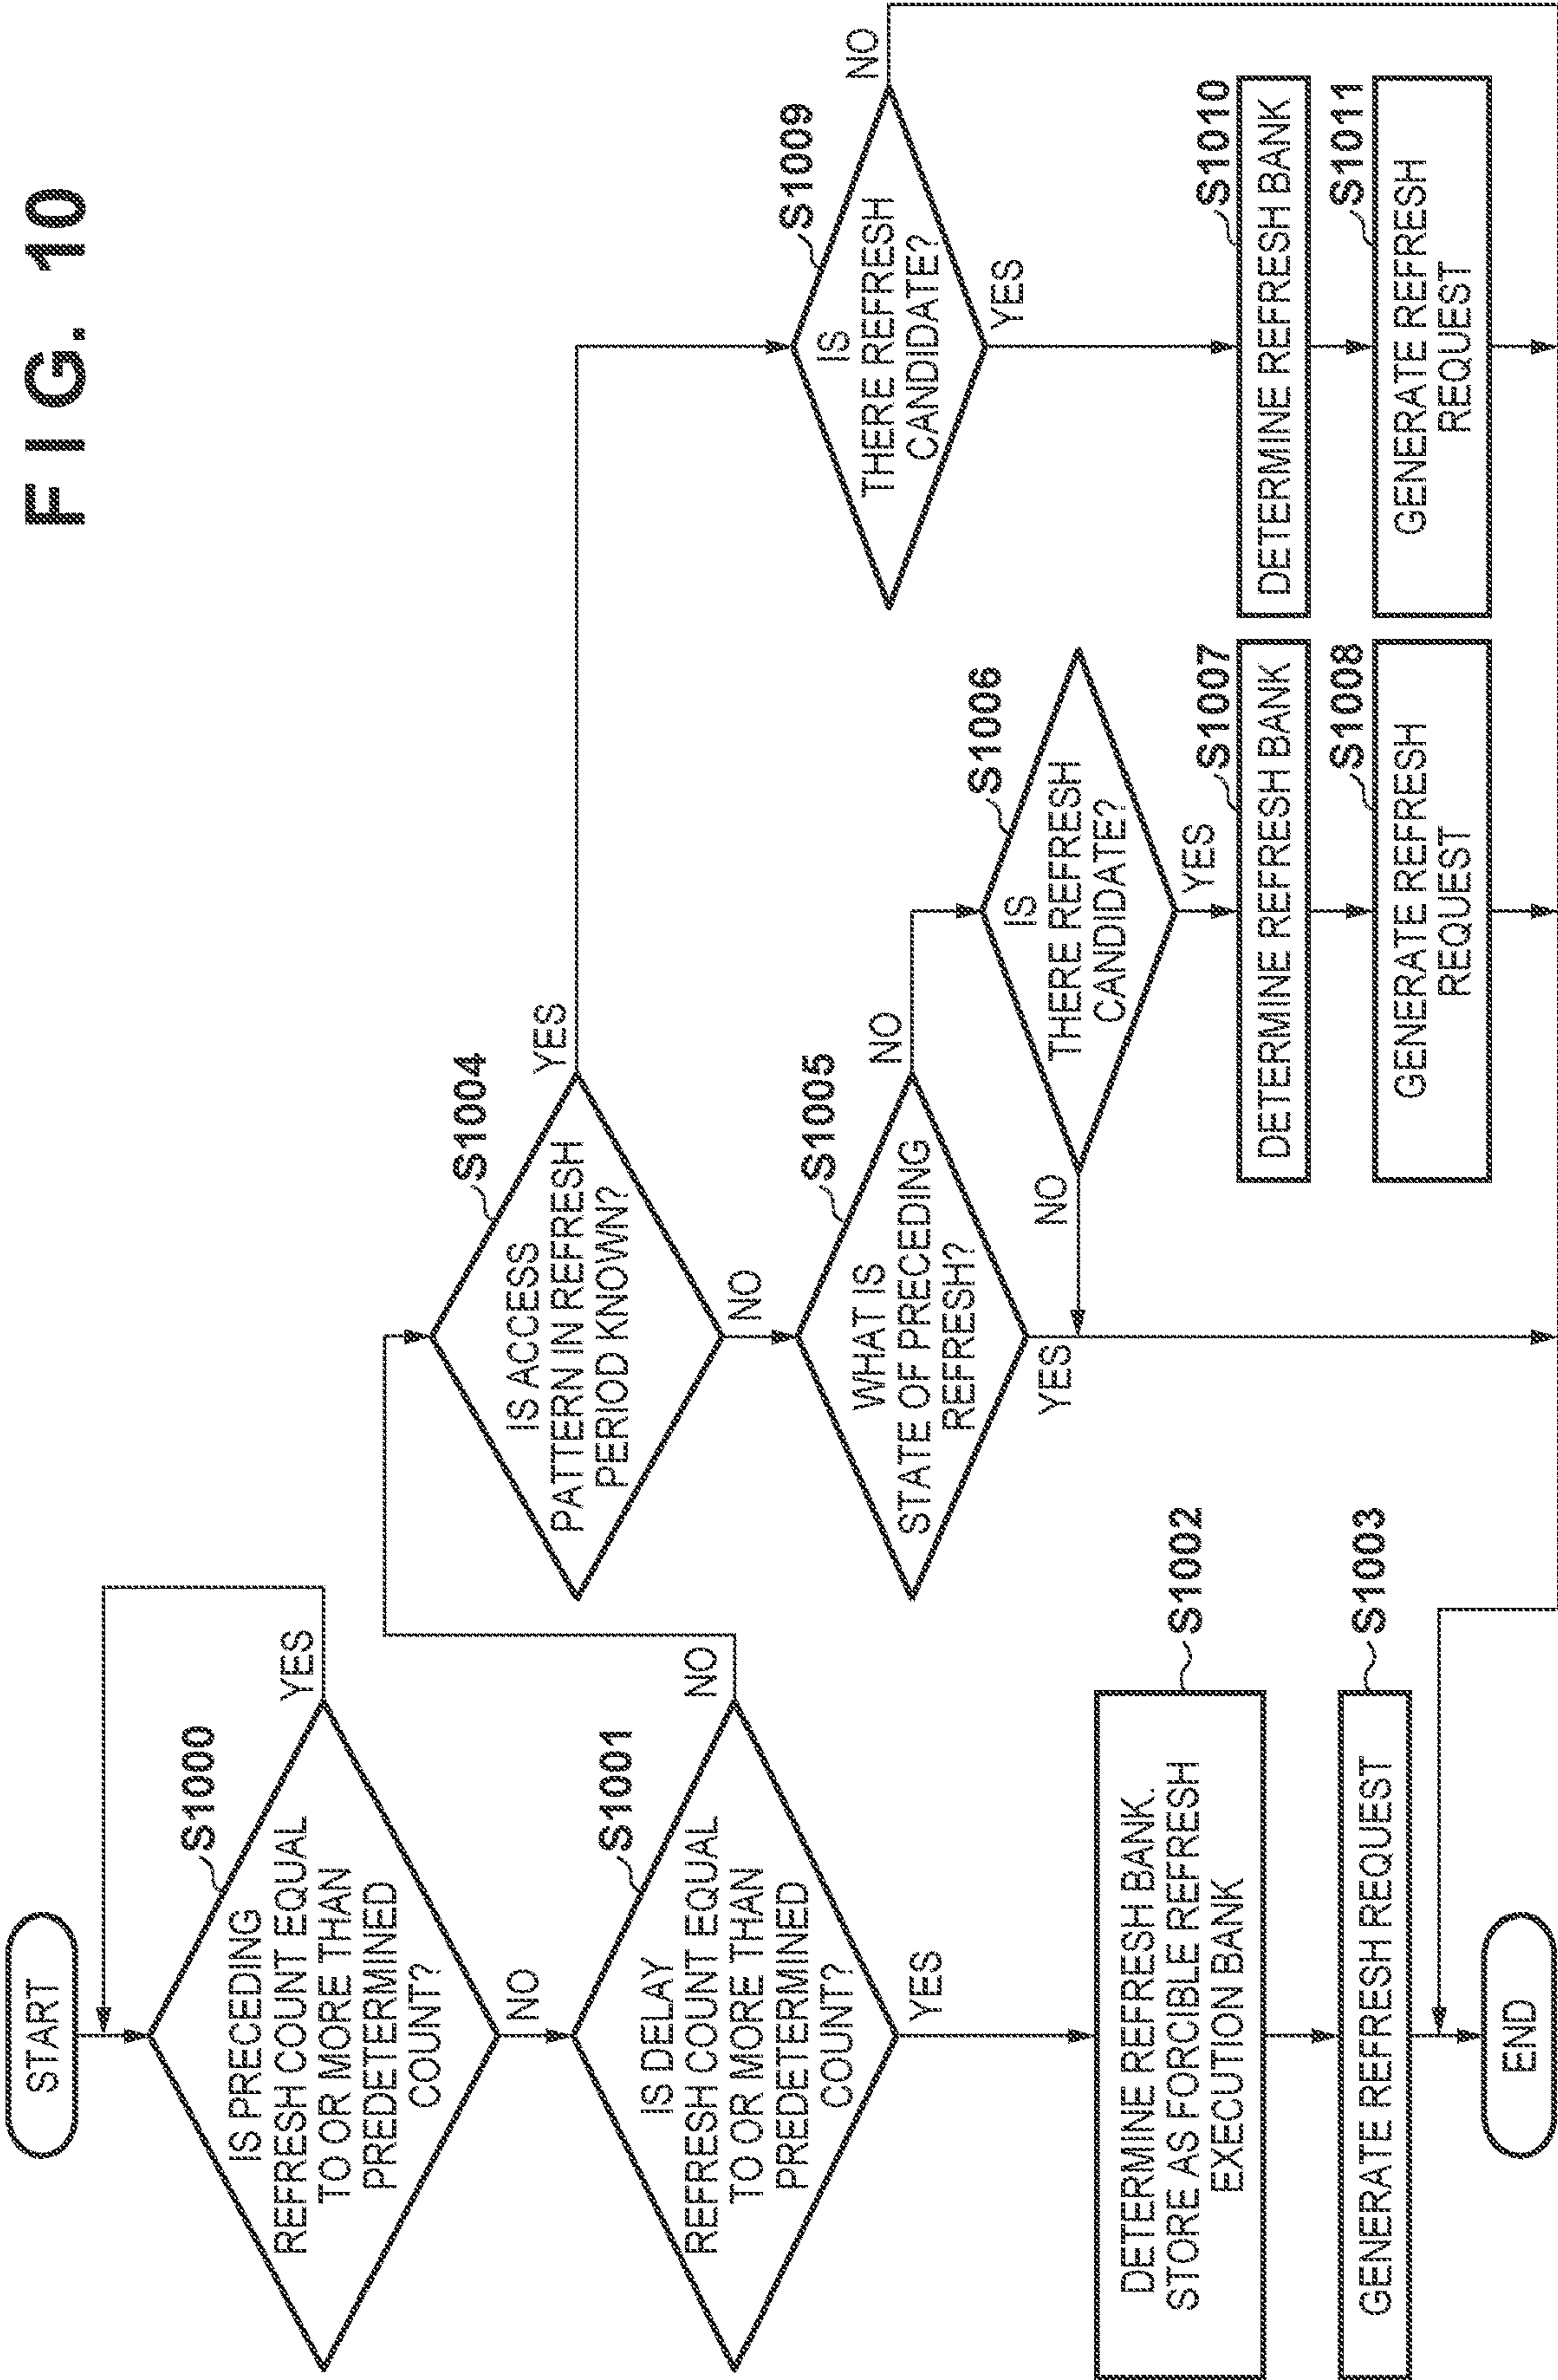 FIG. 10
START
S1000
IS PRECEDING
REFRESH COUNT EQUAL
TO OR MORE THAN
PREDETERMINED
COUNT?
YES
NO
S1001
IS DELAY
REFRESH COUNT EQUAL
TO OR MORE THAN
PREDETERMINED
COUNT?
NO
YES
S1002
DETERMINE REFRESH BANK.
STORE AS FORCIBLE REFRESH
EXECUTION BANK
S1003
GENERATE REFRESH REQUEST
END
S1004
IS ACCESS
PATTERN IN REFRESH
PERIOD KNOWN?
YES
NO
S1005
WHAT IS
STATE OF PRECEDING
REFRESH?
NO
YES
S1006
IS
THERE REFRESH
CANDIDATE?
NO
YES
S1007
DETERMINE REFRESH BANK
S1008
GENERATE REFRESH
REQUEST
S1009
IS
THERE REFRESH
CANDIDATE?
NO
YES
S1010
DETERMINE REFRESH BANK
S1011
GENERATE REFRESH
REQUEST